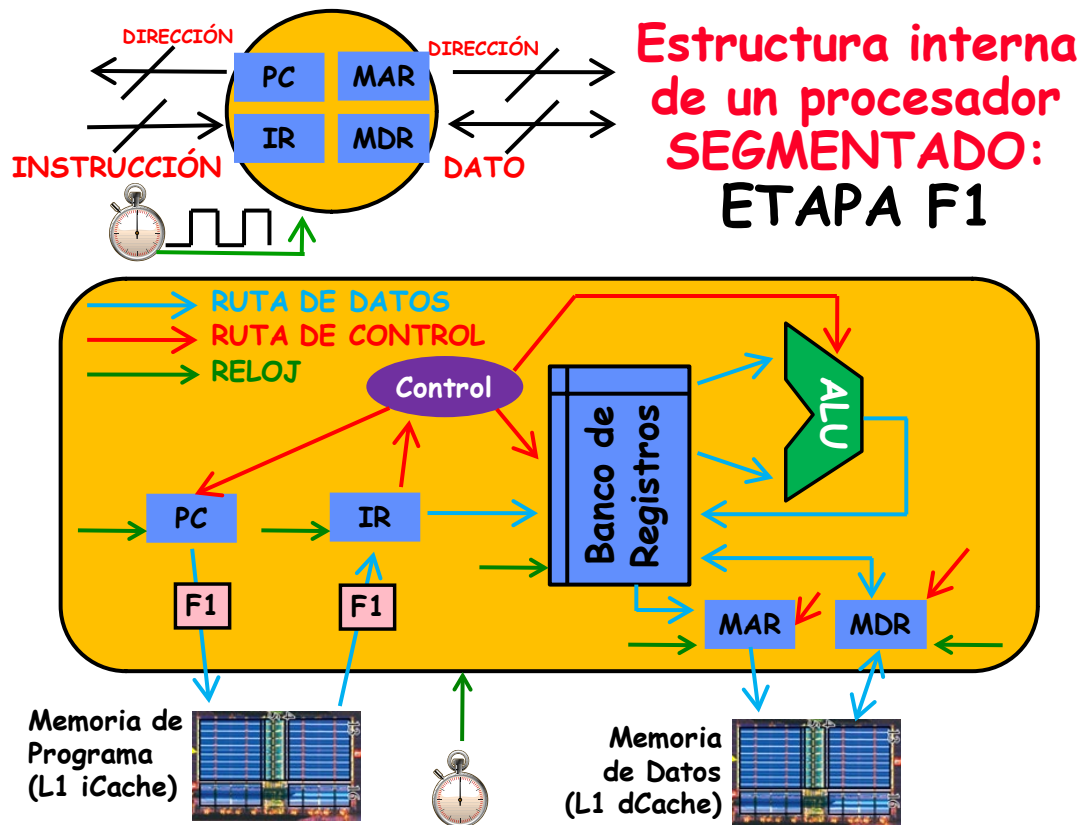 DIRECCIÓN
DIRECCIÓN
PC
MAR
IR
MDR
INSTRUCCIÓN
DATO
Estructura interna
de un procesador
SEGMENTADO:
ETAPA F1
RUTA DE DATOS
RUTA DE CONTROL
RELOJ
Control
Banco de
Registros
ALU
PC
IR
F1
F1
MAR
MDR
Memoria de
Programa
(L1 iCache)
Memoria
de Datos
(L1 dCache)